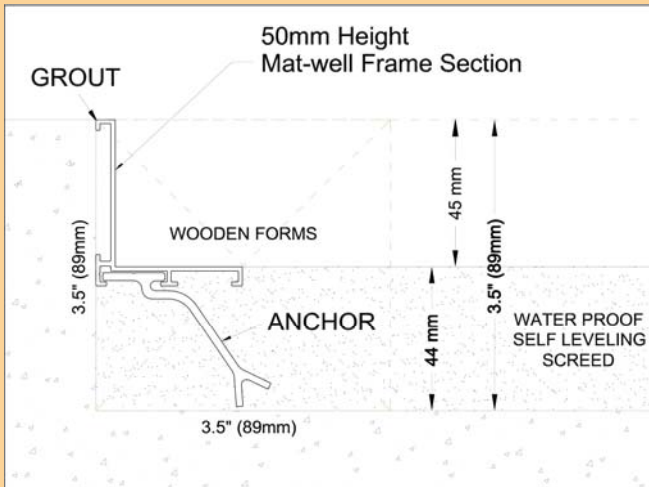 50mm Height
Mat-well Frame Section
GROUT
45 mm
3.5" (89mm)
WOODEN FORMS
3.5" (89mm)
ANCHOR
44 mm
WATER PROOF
SELF LEVELING
SCREED
3.5" (89mm)